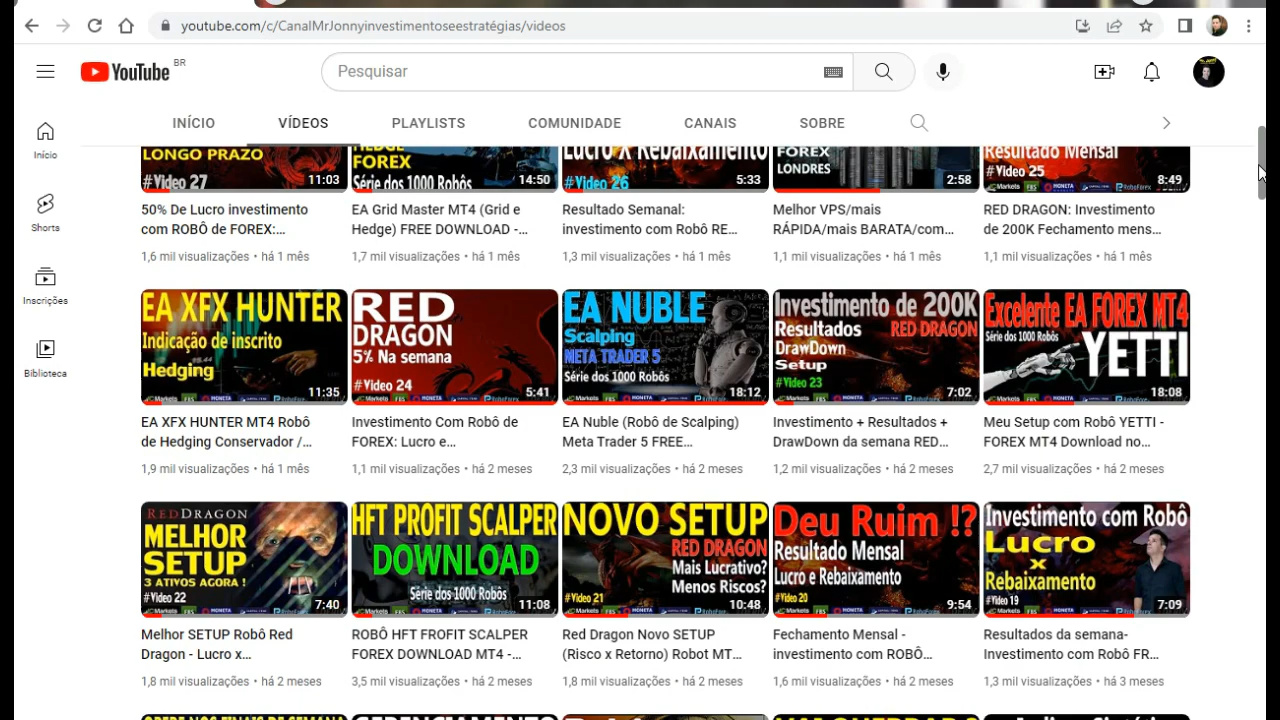 youtube.com/c/CanalMrJonnyinvestimentoseestratégias/videos
YouTube BR
Pesquisar
INÍCIO VÍDEOS PLAYLISTS COMUNIDADE CANAIS SOBRE
Início
Shorts
Inscrições
Biblioteca
LONGO PRAZO
#Video 27
11:03
HEDGE
FOREX
Série dos 1000 Robôs
14:50
Lucro x Rebaixamento
#Video 26
5:33
FOREX
LONDRES
2:58
Resultado Mensal
#Video 25
8:49
50% De Lucro investimento
com ROBÔ de FOREX:...
1,6 mil visualizações • há 1 mês
EA Grid Master MT4 (Grid e
Hedge) FREE DOWNLOAD -...
1,7 mil visualizações • há 1 mês
Resultado Semanal:
investimento com Robô RE...
1,3 mil visualizações • há 1 mês
Melhor VPS/mais
RÁPIDA/mais BARATA/com...
1,1 mil visualizações • há 1 mês
RED DRAGON: Investimento
de 200K Fechamento mens...
1,1 mil visualizações • há 1 mês
EA XFX HUNTER
Indicação de inscrito
Hedging
11:35
RED
DRAGON
5% Na semana
#Video 24
5:41
EA NUBLE
Scalping
META TRADER 5
Série dos 1000 Robôs
18:12
Investimento de 200K
Resultados RED DRAGON
DrawDown
Setup
#Video 23
7:02
Excelente EA FOREX MT4
Série dos 1000 Robôs
YETTI
18:08
EA XFX HUNTER MT4 Robô
de Hedging Conservador /...
1,9 mil visualizações • há 1 mês
Investimento Com Robô de
FOREX: Lucro e...
1,1 mil visualizações • há 2 meses
EA Nuble (Robô de Scalping)
Meta Trader 5 FREE...
2,3 mil visualizações • há 2 meses
Investimento + Resultados +
DrawDown da semana RED...
1,2 mil visualizações • há 2 meses
Meu Setup com Robô YETTI -
FOREX MT4 Download no...
2,7 mil visualizações • há 2 meses
RED DRAGON
MELHOR
SETUP
3 ATIVOS AGORA !
#Video 22
7:40
HFT PROFIT SCALPER
DOWNLOAD
Série dos 1000 Robôs
11:08
NOVO SETUP
RED DRAGON
Mais Lucrativo?
Menos Riscos?
#Video 21
10:48
Deu Ruim !?
Resultado Mensal
Lucro e Rebaixamento
#Video 20
9:54
Investimento com Robô
Lucro
x
Rebaixamento
#Video 19
7:09
Melhor SETUP Robô Red
Dragon - Lucro x...
1,8 mil visualizações • há 2 meses
ROBÔ HFT FROFIT SCALPER
FOREX DOWNLOAD MT4 -...
3,5 mil visualizações • há 2 meses
Red Dragon Novo SETUP
(Risco x Retorno) Robot MT...
1,8 mil visualizações • há 2 meses
Fechamento Mensal -
investimento com ROBÔ...
1,6 mil visualizações • há 2 meses
Resultados da semana-
Investimento com Robô FR...
1,3 mil visualizações • há 3 meses